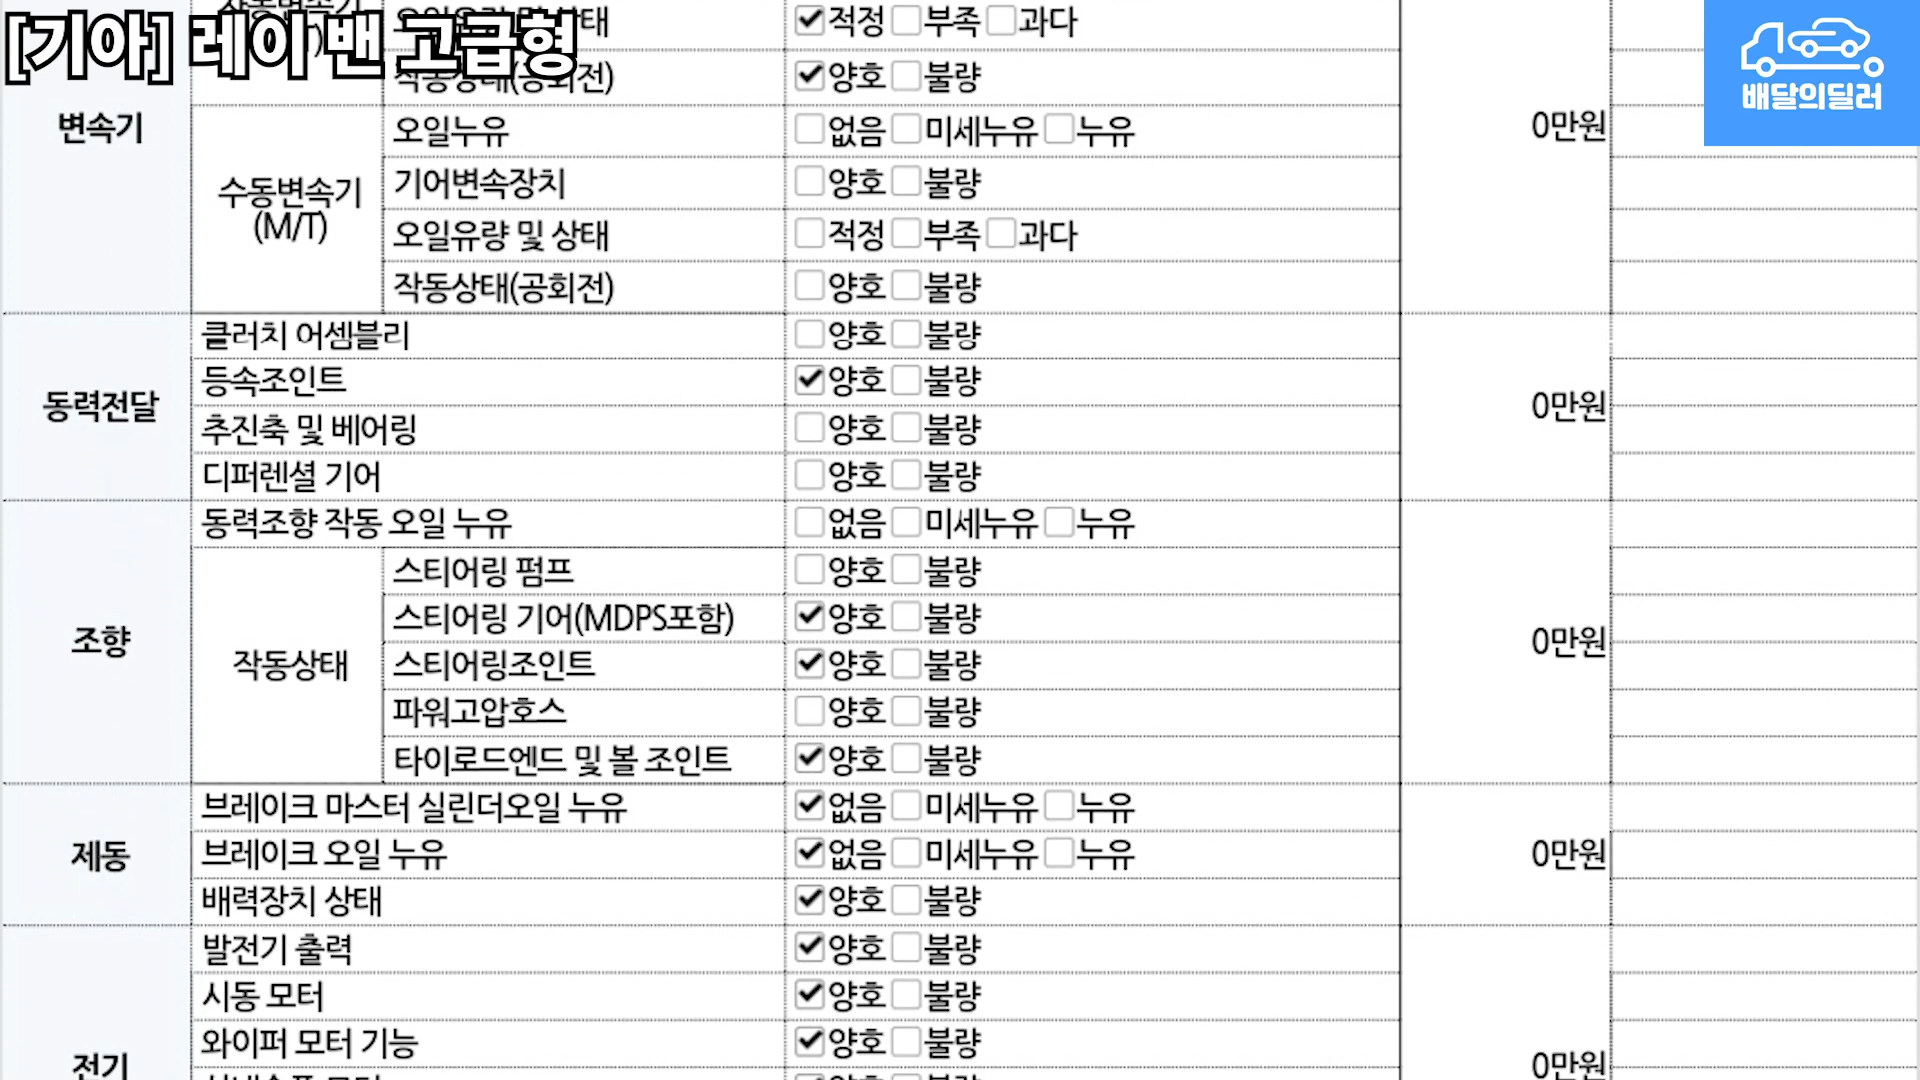 [기아] 레이 밴 고급형
배달의딜러
✓적정 부족 과다
작동상태(공회전) ✓양호 불량
변속기 0만원
수동변속기
(M/T)
오일누유 없음 미세누유 누유
기어변속장치 양호 불량
오일유량 및 상태 적정 부족 과다
작동상태(공회전) 양호 불량
동력전달 0만원
클러치 어셈블리 양호 불량
등속조인트 ✓양호 불량
추진축 및 베어링 양호 불량
디퍼렌셜 기어 양호 불량
조향 0만원
동력조향 작동 오일 누유 없음 미세누유 누유
작동상태
스티어링 펌프 양호 불량
스티어링 기어(MDPS포함) ✓양호 불량
스티어링조인트 ✓양호 불량
파워고압호스 양호 불량
타이로드엔드 및 볼 조인트 ✓양호 불량
제동 0만원
브레이크 마스터 실린더오일 누유 ✓없음 미세누유 누유
브레이크 오일 누유 ✓없음 미세누유 누유
배력장치 상태 ✓양호 불량
전기 0만원
발전기 출력 ✓양호 불량
시동 모터 ✓양호 불량
와이퍼 모터 기능 ✓양호 불량